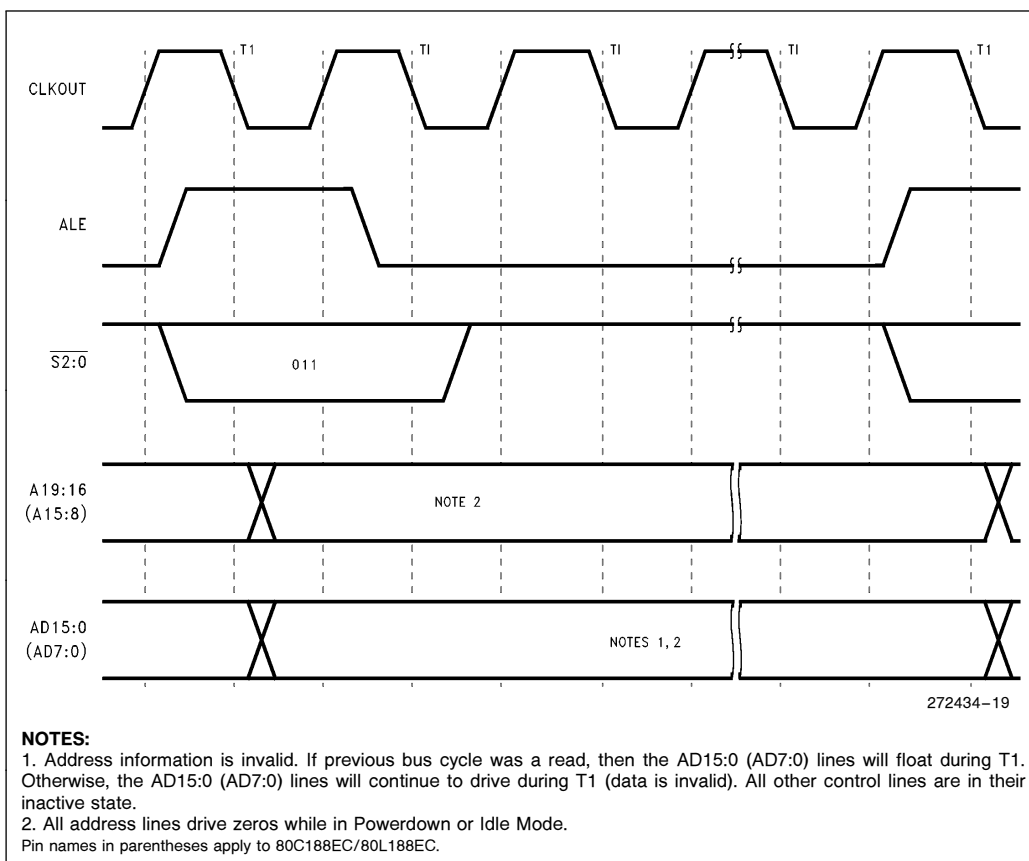 T1 TI TI TI T1
CLKOUT
ALE
S2:0
011
A19:16
(A15:8)
NOTE 2
AD15:0
(AD7:0)
NOTES 1,2
272434–19
NOTES:
1. Address information is invalid. If previous bus cycle was a read, then the AD15:0 (AD7:0) lines will float during T1.
Otherwise, the AD15:0 (AD7:0) lines will continue to drive during T1 (data is invalid). All other control lines are in their
inactive state.
2. All address lines drive zeros while in Powerdown or Idle Mode.
Pin names in parentheses apply to 80C188EC/80L188EC.